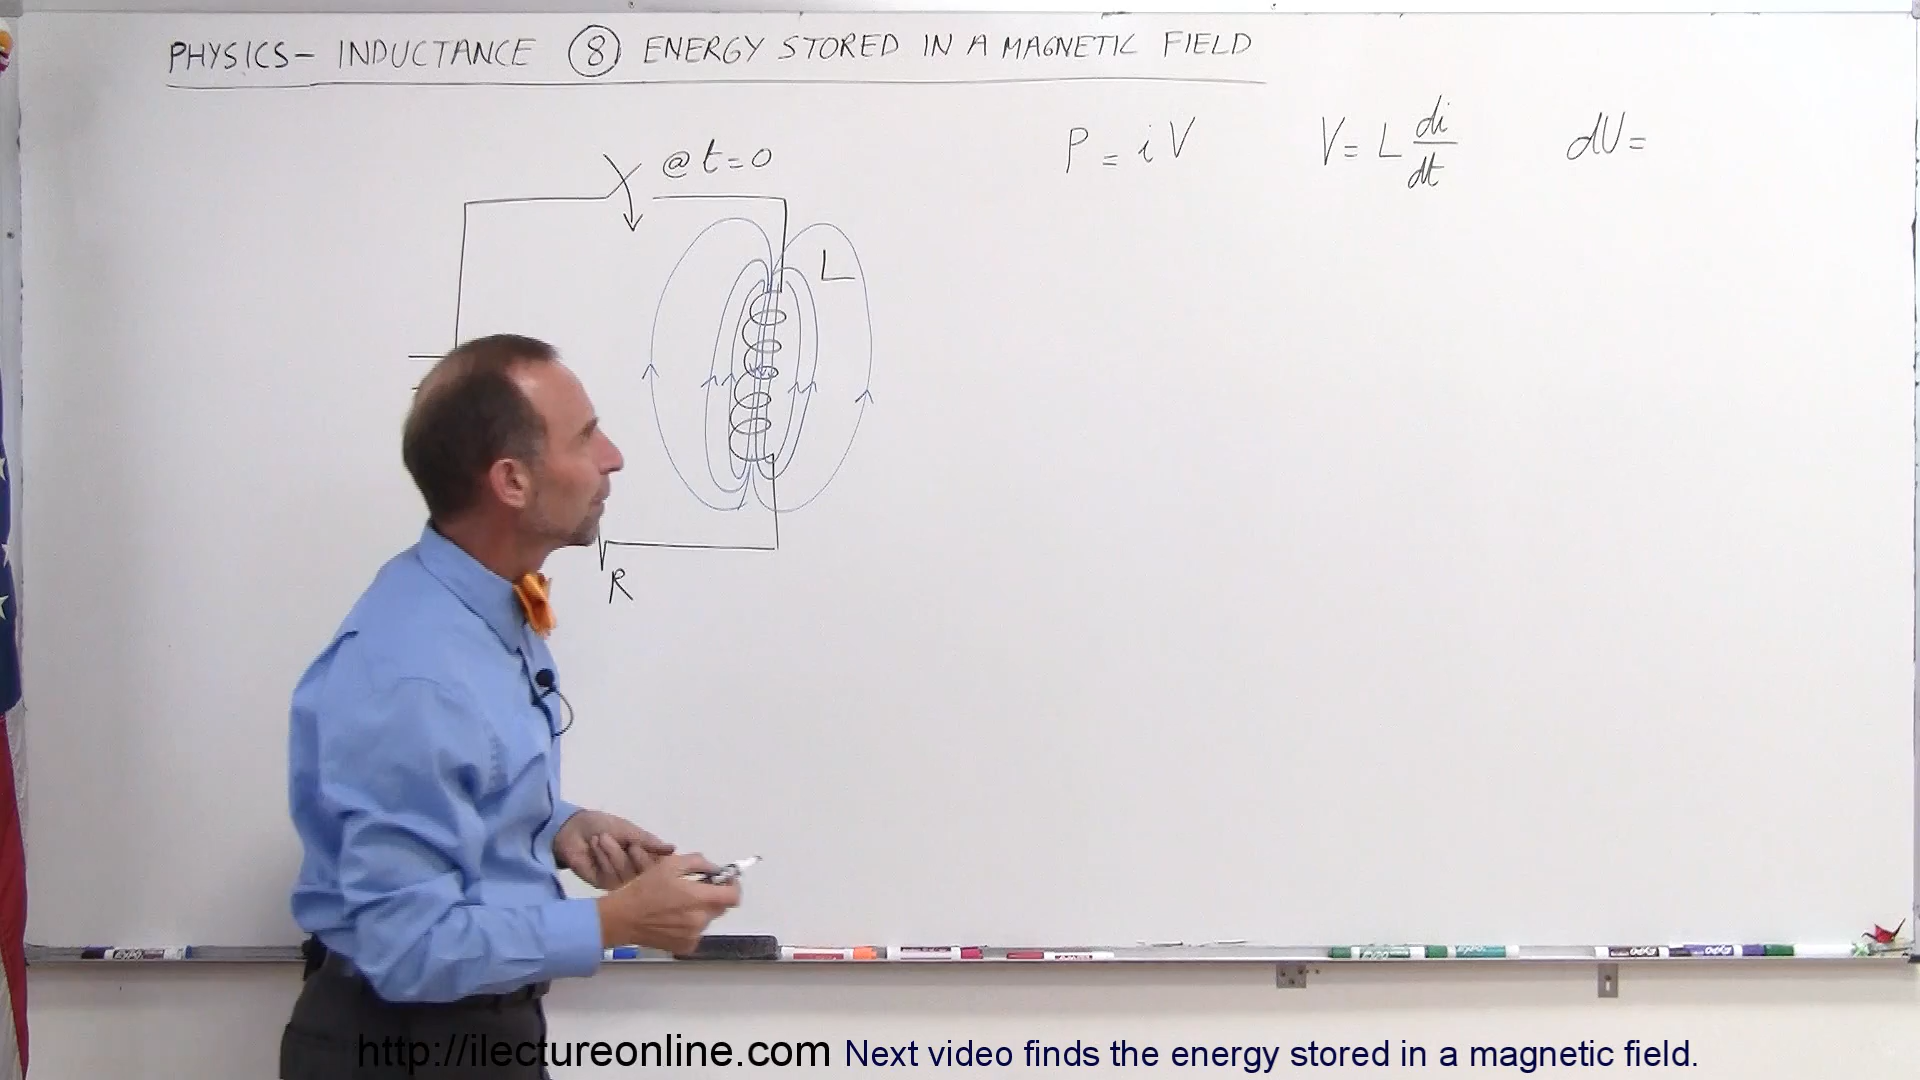 PHYSICS- INDUCTANCE ⑧ ENERGY STORED IN A MAGNETIC FIELD
P = i V V = L di/dt dU =
@ t = 0
L
R
EXPO
http://ilectureonline.com Next video finds the energy stored in a magnetic field.